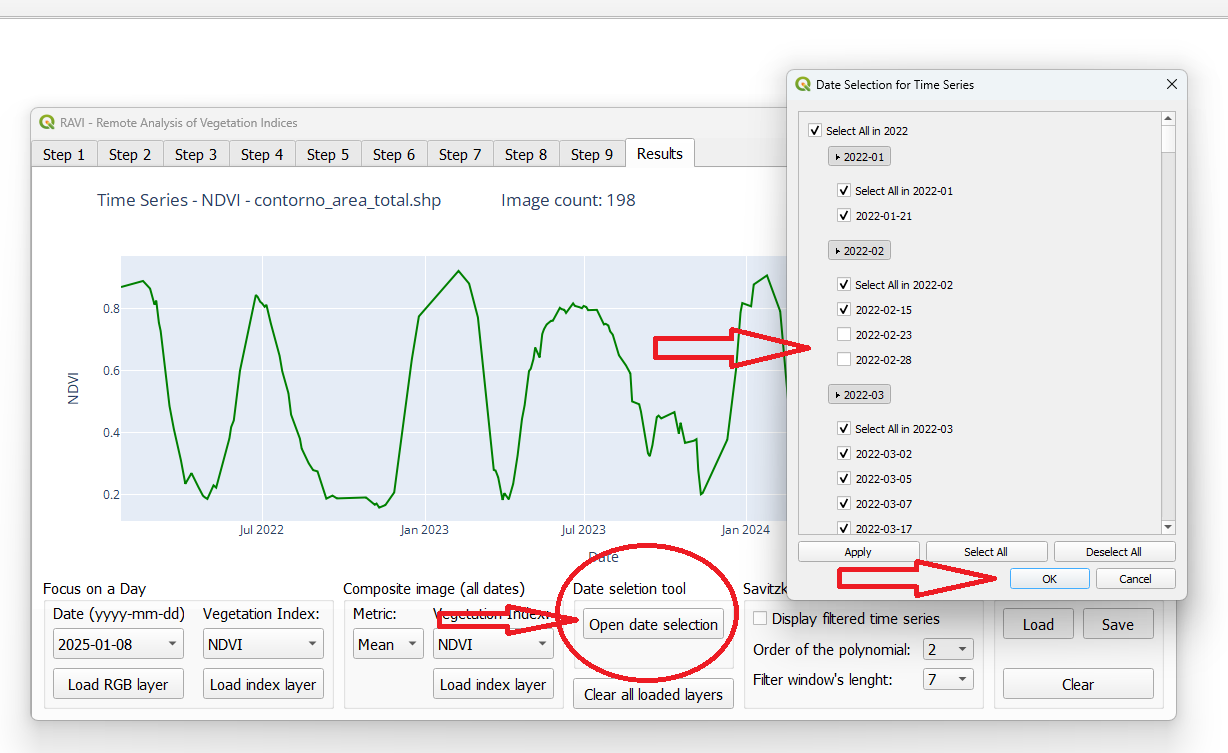 RAVI - Remote Analysis of Vegetation Indices
Step 1 Step 2 Step 3 Step 4 Step 5 Step 6 Step 7 Step 8 Step 9 Results
Time Series - NDVI - contorno_area_total.shp Image count: 198
NDVI
0.8
0.6
0.4
0.2
Jul 2022 Jan 2023 Jul 2023 Jan 2024
Date
Focus on a Day
Date (yyyy-mm-dd) Vegetation Index:
2025-01-08 NDVI
Load RGB layer Load index layer
Composite image (all dates)
Metric: Vegetation Index:
Mean NDVI
Load index layer
Date seletion tool
Open date selection
Clear all loaded layers
Savitzk
Display filtered time series
Order of the polynomial: 2
Filter window's lenght: 7
Load Save
Clear
Date Selection for Time Series
Select All in 2022
2022-01
Select All in 2022-01
2022-01-21
2022-02
Select All in 2022-02
2022-02-15
2022-02-23
2022-02-28
2022-03
Select All in 2022-03
2022-03-02
2022-03-05
2022-03-07
2022-03-17
Apply Select All Deselect All
OK Cancel